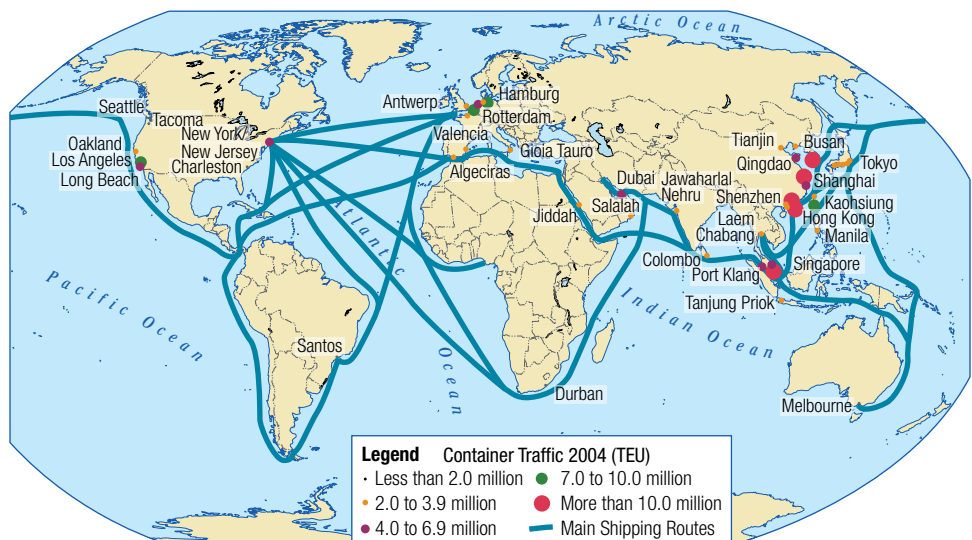 Arctic Ocean
Seattle
Tacoma
New York/
New Jersey
Charleston
Oakland
Los Angeles
Long Beach
Antwerp
Hamburg
Rotterdam
Valencia
Algeciras
Gioia Tauro
Tianjin
Busan
Qingdao
Tokyo
Shanghai
Dubai
Jawaharlal
Nehru
Shenzhen
Kaohsiung
Hong Kong
Jiddah
Salalah
Laem
Chabang
Manila
Colombo
Port Klang
Singapore
Tanjung Priok
Atlantic
Ocean
Pacific Ocean
Indian Ocean
Santos
Durban
Melbourne
Legend Container Traffic 2004 (TEU)
Less than 2.0 million
7.0 to 10.0 million
2.0 to 3.9 million
More than 10.0 million
4.0 to 6.9 million
Main Shipping Routes